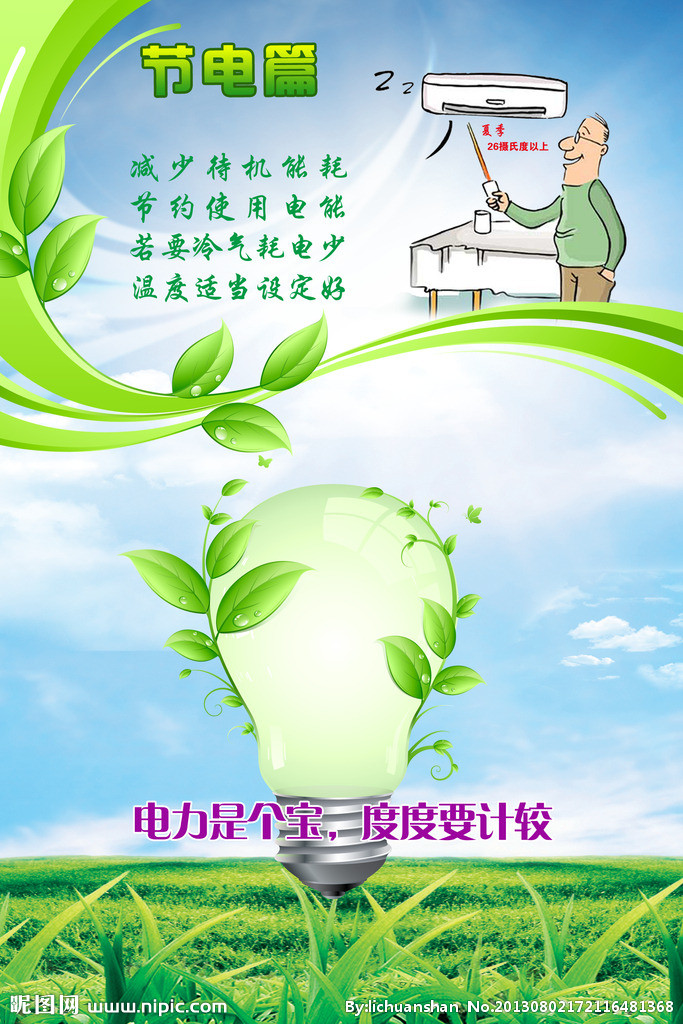 节电篇
Z Z
夏季
26摄氏度以上
减少待机能耗
节约使用电能
若要冷气耗电少
温度适当设定好
电力是个宝，度度要计较
昵图网 www.nipic.com
By:lichuanshan No.20130802172116481368